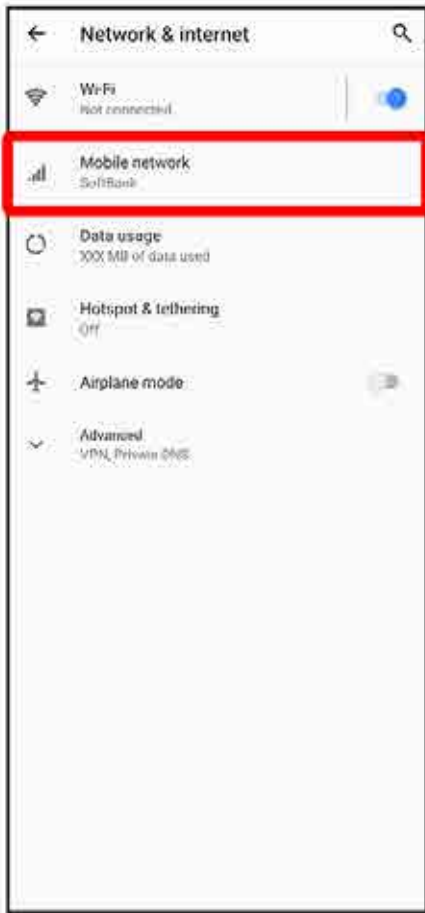 Network & internet
Wi-Fi
Not connected
Mobile network
SoftBank
Data usage
XXX MB of data used
Hotspot & tethering
Off
Airplane mode
Advanced
VPN, Private DNS